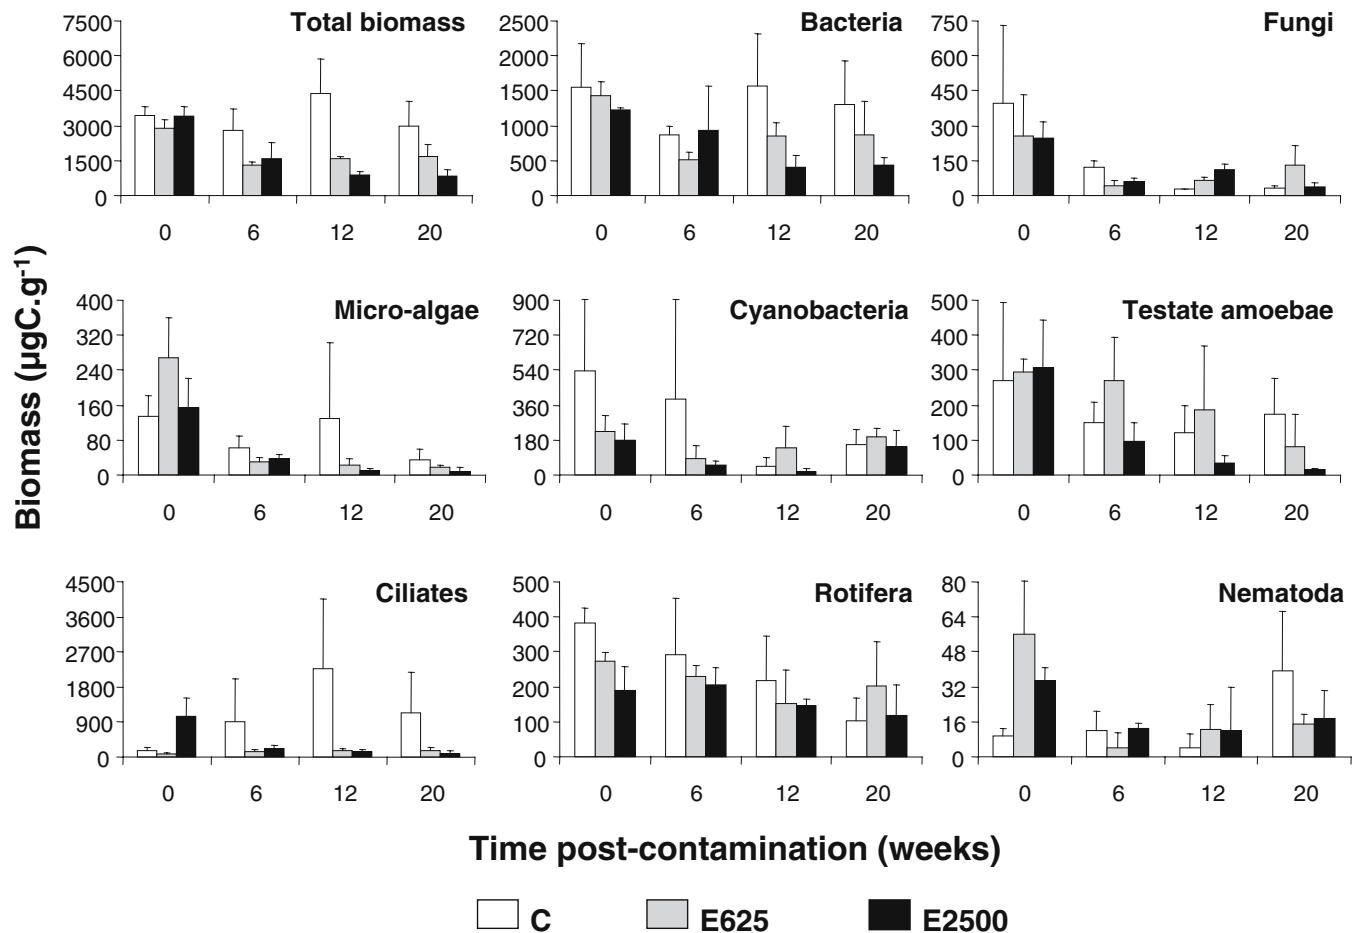 Total biomass
7500
6000
4500
3000
1500
0
0 6 12 20
Bacteria
2500
2000
1500
1000
500
0
0 6 12 20
Fungi
750
600
450
300
150
0
0 6 12 20
Biomass (µgC.g-1)
Micro-algae
400
320
240
160
80
0
0 6 12 20
Cyanobacteria
900
720
540
360
180
0
0 6 12 20
Testate amoebae
500
400
300
200
100
0
0 6 12 20
Ciliates
4500
3600
2700
1800
900
0
0 6 12 20
Rotifera
500
400
300
200
100
0
0 6 12 20
Nematoda
80
64
48
32
16
0
0 6 12 20
Time post-contamination (weeks)
C E625 E2500